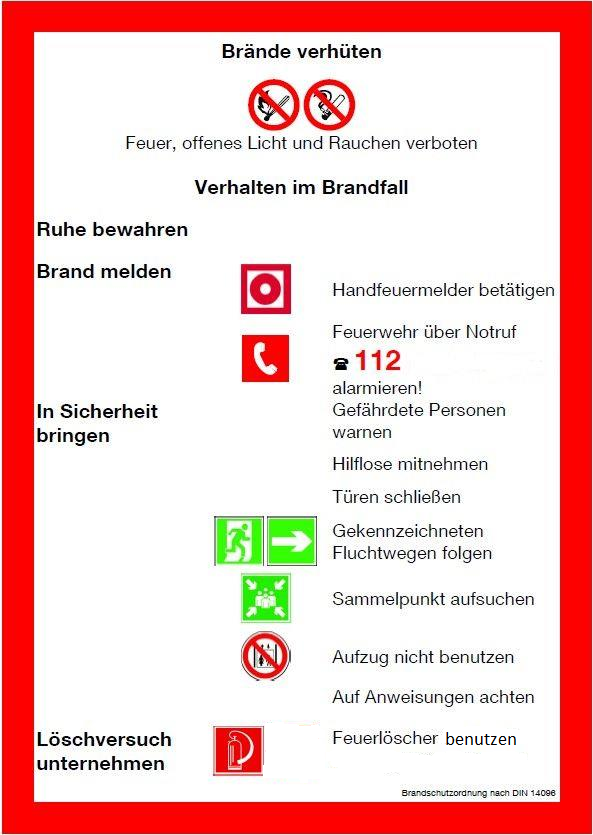 Brände verhüten
Feuer, offenes Licht und Rauchen verboten
Verhalten im Brandfall
Ruhe bewahren
Brand melden
Handfeuermelder betätigen
Feuerwehr über Notruf
☎ 112
alarmieren!
In Sicherheit
bringen
Gefährdete Personen
warnen
Hilflose mitnehmen
Türen schließen
Gekennzeichneten
Fluchtwegen folgen
Sammelpunkt aufsuchen
Aufzug nicht benutzen
Auf Anweisungen achten
Löschversuch
unternehmen
Feuerlöscher benutzen
Brandschutzordnung nach DIN 14096